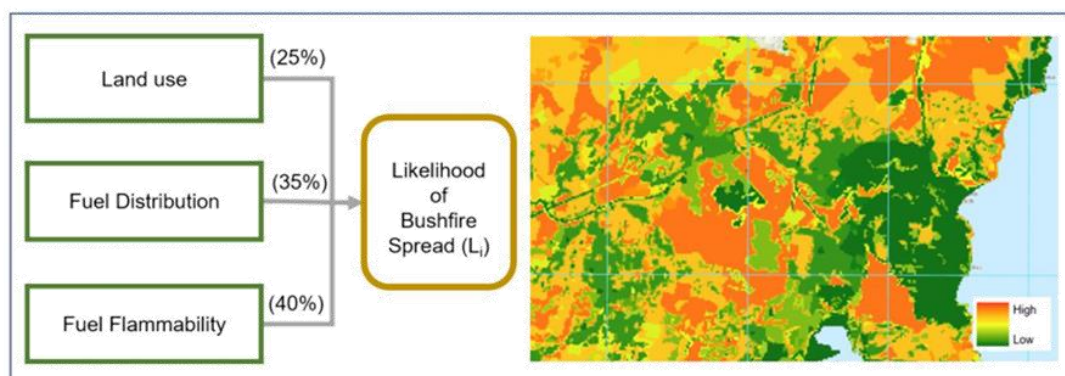 Land use
(25%)
Fuel Distribution
(35%)
Fuel Flammability
(40%)
Likelihood
of
Bushfire
Spread (Li)
High
Low